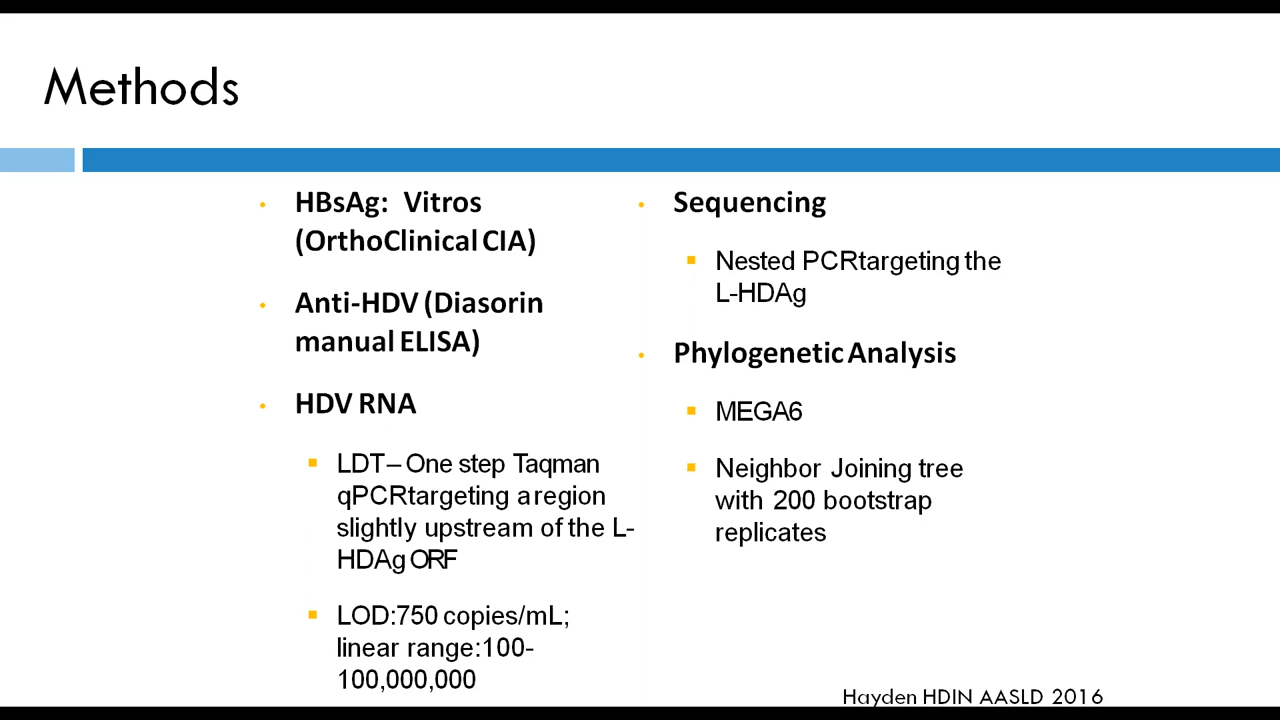 Methods
HBsAg: Vitros
(OrthoClinical CIA)
Anti-HDV (Diasorin
manual ELISA)
HDV RNA
LDT– One step Taqman
qPCRtargeting a region
slightly upstream of the L-
HDAg ORF
LOD:750 copies/mL;
linear range:100-
100,000,000
Sequencing
Nested PCRtargeting the
L-HDAg
Phylogenetic Analysis
MEGA6
Neighbor Joining tree
with 200 bootstrap
replicates
Hayden HDIN AASLD 2016